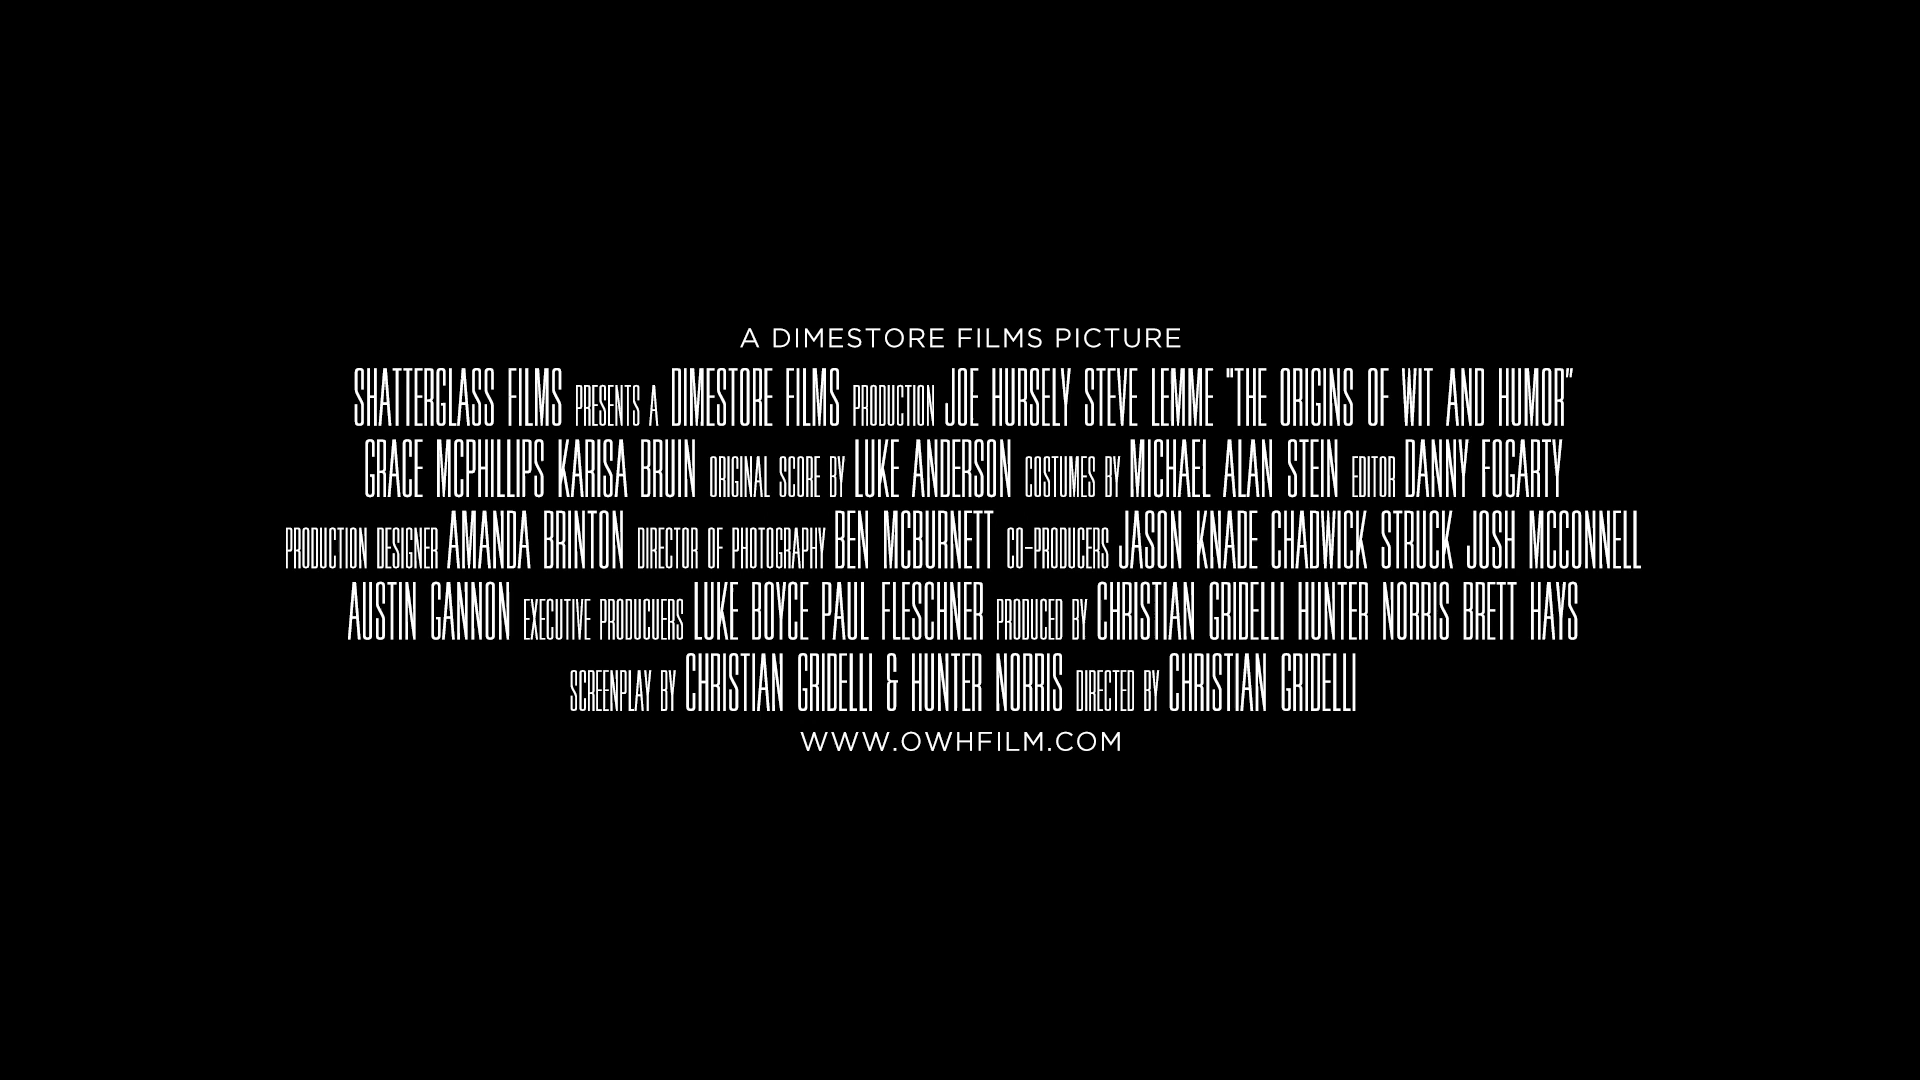 A DIMESTORE FILMS PICTURE
SHATTERGLASS FILMS PRESENTS A DIMESTORE FILMS PRODUCTION JOE HURSELY STEVE LEMME "THE ORIGINS OF WIT AND HUMOR"
GRACE MCPHILLIPS KARISA BRUIN ORIGINAL SCORE BY LUKE ANDERSON COSTUMES BY MICHAEL ALAN STEIN EDITOR DANNY FOGARTY
PRODUCTION DESIGNER AMANDA BRINTON DIRECTOR OF PHOTOGRAPHY BEN MCBURNETT CO-PRODUCERS JASON KNADE CHADWICK STRUCK JOSH MCCONNELL
AUSTIN GANNON EXECUTIVE PRODUCUERS LUKE BOYCE PAUL FLESCHNER PRODUCED BY CHRISTIAN GRIDELLI HUNTER NORRIS BRETT HAYS
SCREENPLAY BY CHRISTIAN GRIDELLI & HUNTER NORRIS DIRECTED BY CHRISTIAN GRIDELLI
WWW.OWHFILM.COM